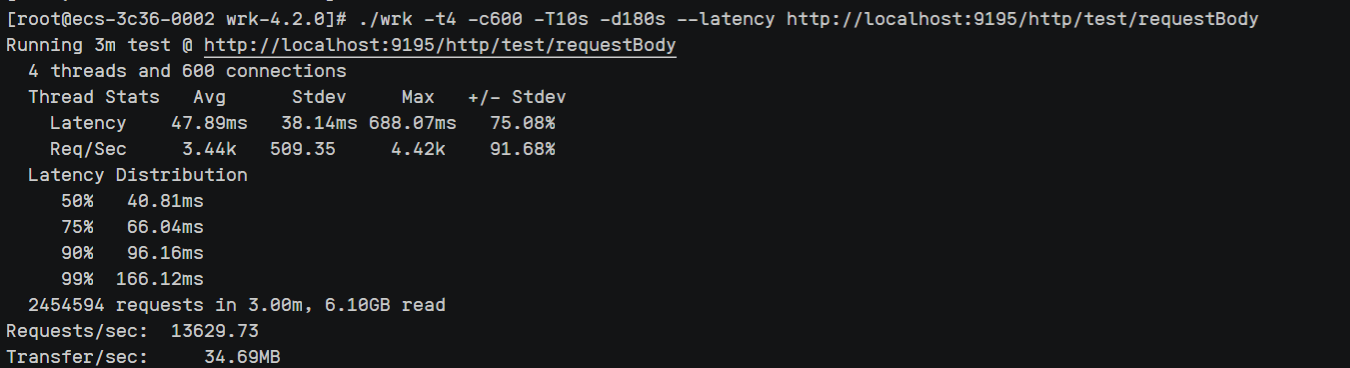 [root@ecs-3c36-0002 wrk-4.2.0]# ./wrk -t4 -c600 -T10s -d180s --latency http://localhost:9195/http/test/requestBody
Running 3m test @ http://localhost:9195/http/test/requestBody
  4 threads and 600 connections
  Thread Stats   Avg      Stdev     Max   +/- Stdev
    Latency    47.89ms   38.14ms 688.07ms   75.08%
    Req/Sec     3.44k   509.35     4.42k    91.68%
  Latency Distribution
     50%   40.81ms
     75%   66.04ms
     90%   96.16ms
     99%  166.12ms
  2454594 requests in 3.00m, 6.10GB read
Requests/sec:  13629.73
Transfer/sec:     34.69MB